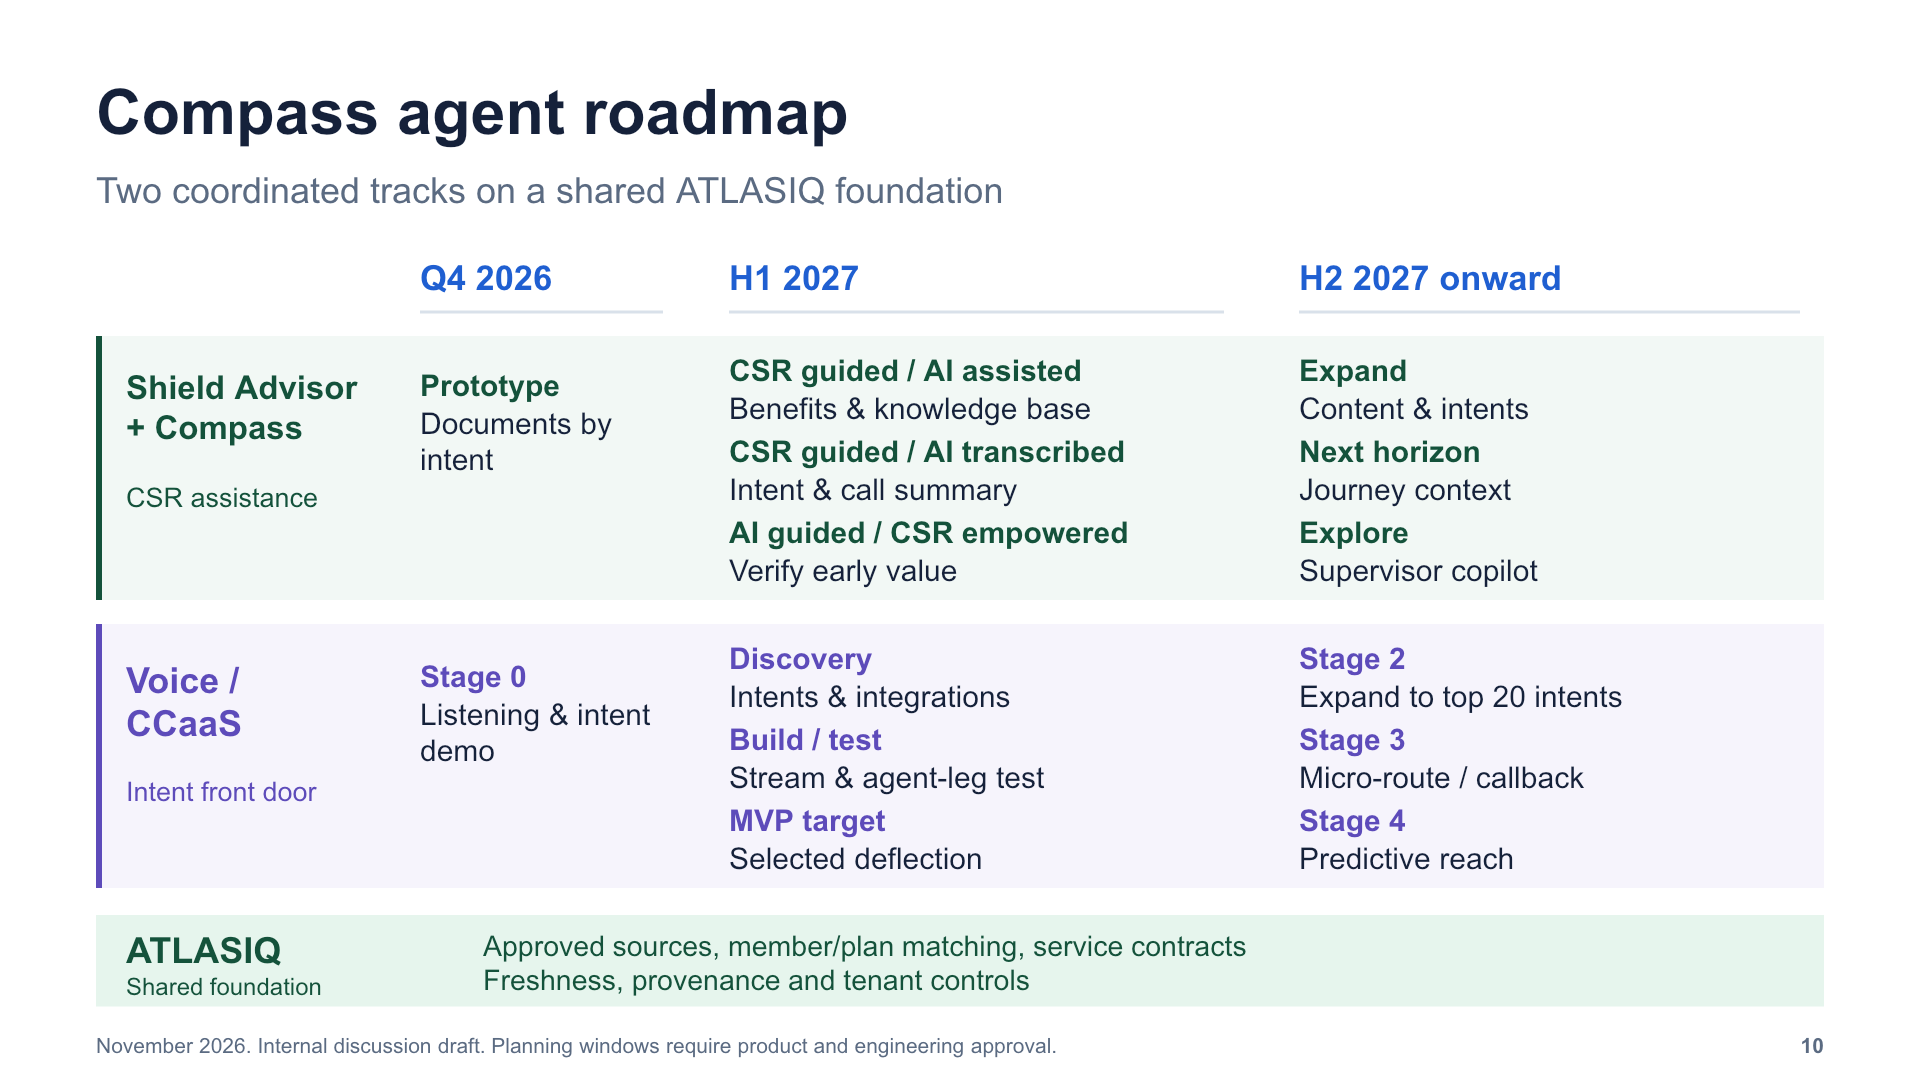 Compass agent roadmap
Two coordinated tracks on a shared ATLASIQ foundation
Q4 2026
H1 2027
H2 2027 onward
Shield Advisor
+ Compass
CSR assistance
Prototype
Documents by
intent
CSR guided / AI assisted
Benefits & knowledge base
CSR guided / AI transcribed
Intent & call summary
AI guided / CSR empowered
Verify early value
Expand
Content & intents
Next horizon
Journey context
Explore
Supervisor copilot
Voice /
CCaaS
Intent front door
Stage 0
Listening & intent
demo
Discovery
Intents & integrations
Build / test
Stream & agent-leg test
MVP target
Selected deflection
Stage 2
Expand to top 20 intents
Stage 3
Micro-route / callback
Stage 4
Predictive reach
ATLASIQ
Shared foundation
Approved sources, member/plan matching, service contracts
Freshness, provenance and tenant controls
November 2026. Internal discussion draft. Planning windows require product and engineering approval.
10